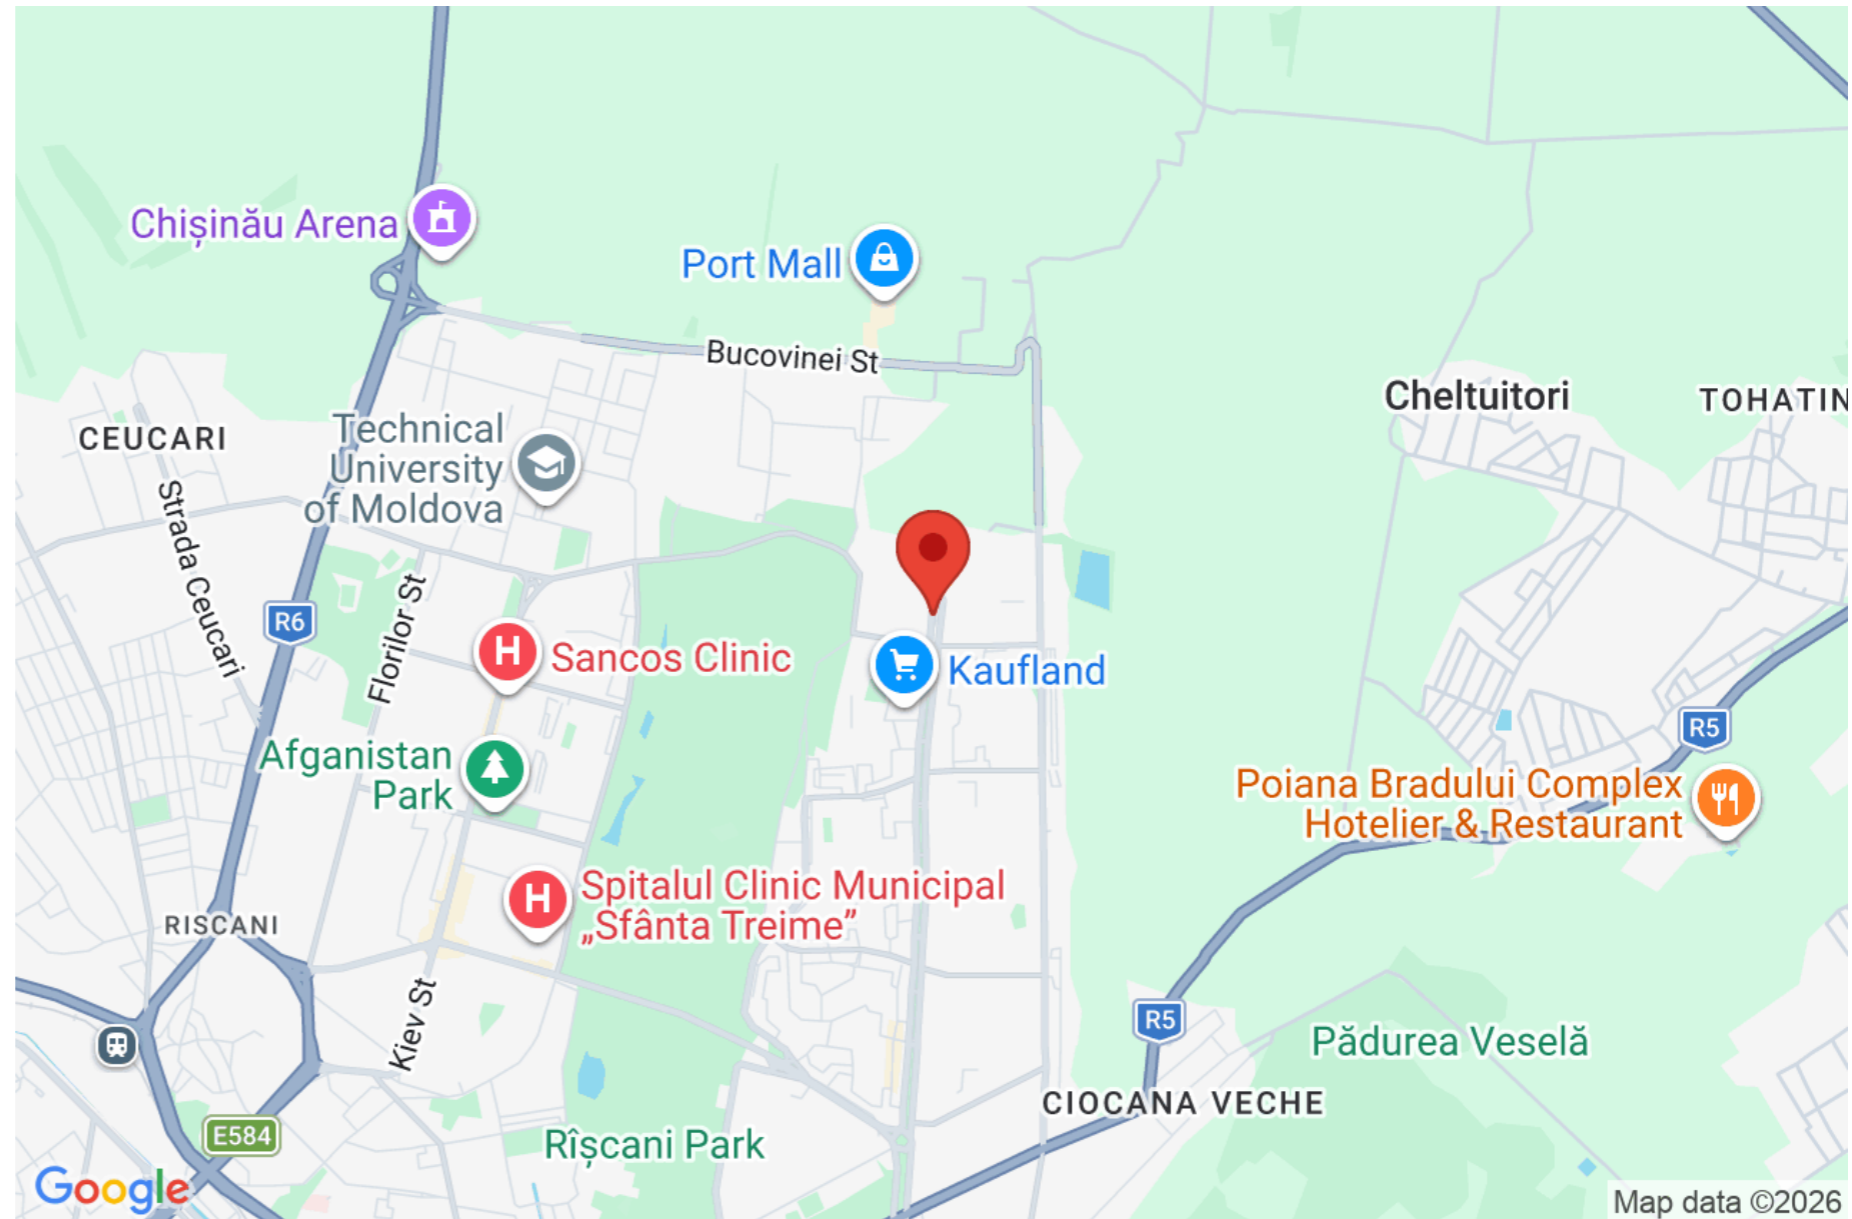 Chișinău Arena
Port Mall
Bucovinei St
Cheltuitori
TOHATIN
CEUCARI
Technical
University
of Moldova
Strada Ceucari
Florilor St
R6
Sancos Clinic
Kaufland
R5
Afganistan
Park
Poiana Bradului Complex
Hotelier & Restaurant
Spitalul Clinic Municipal
„Sfânta Treime”
RISCANI
Kiev St
R5
Pădurea Veselă
CIOCANA VECHE
E584
Rîșcani Park
Google
Map data ©2026